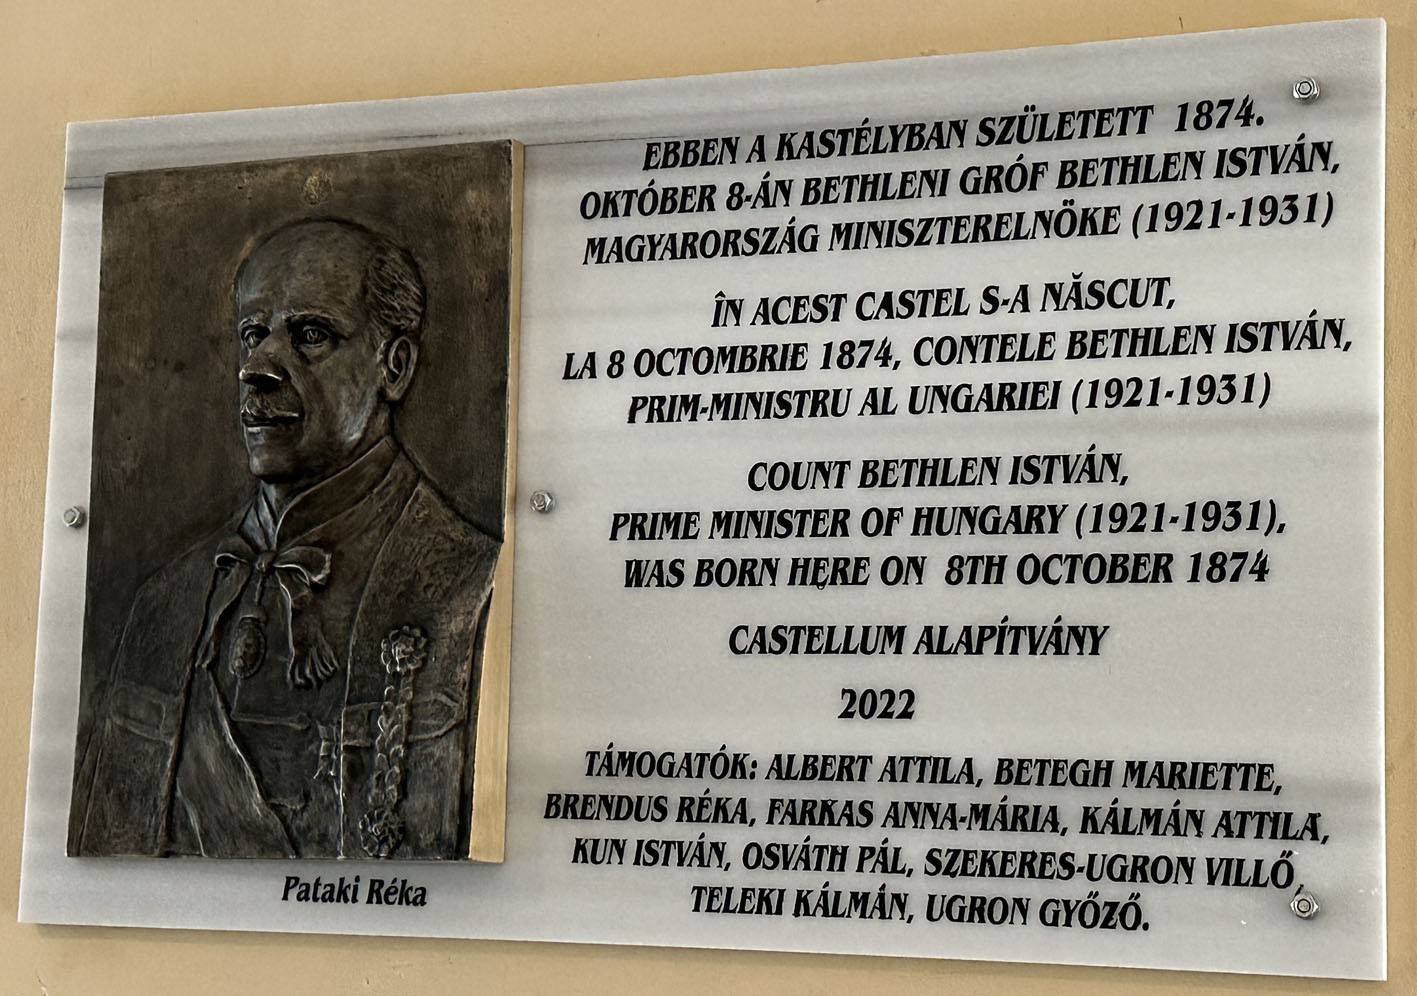 EBBEN A KASTÉLYBAN SZÜLETETT 1874.
OKTÓBER 8-ÁN BETHLENI GRÓF BETHLEN ISTVÁN,
MAGYARORSZÁG MINISZTERELNÖKE (1921-1931)
ÎN ACEST CASTEL S-A NĂSCUT,
LA 8 OCTOMBRIE 1874, CONTELE BETHLEN ISTVÁN,
PRIM-MINISTRU AL UNGARIEI (1921-1931)
COUNT BETHLEN ISTVÁN,
PRIME MINISTER OF HUNGARY (1921-1931),
WAS BORN HERE ON 8TH OCTOBER 1874
CASTELLUM ALAPÍTVÁNY
2022
TÁMOGATÓK: ALBERT ATTILA, BETEGH MARIETTE,
BRENDUS RÉKA, FARKAS ANNA-MÁRIA, KÁLMÁN ATTILA,
KUN ISTVÁN, OSVÁTH PÁL, SZEKERES-UGRON VILLŐ,
TELEKI KÁLMÁN, UGRON GYŐZŐ.
Pataki Réka